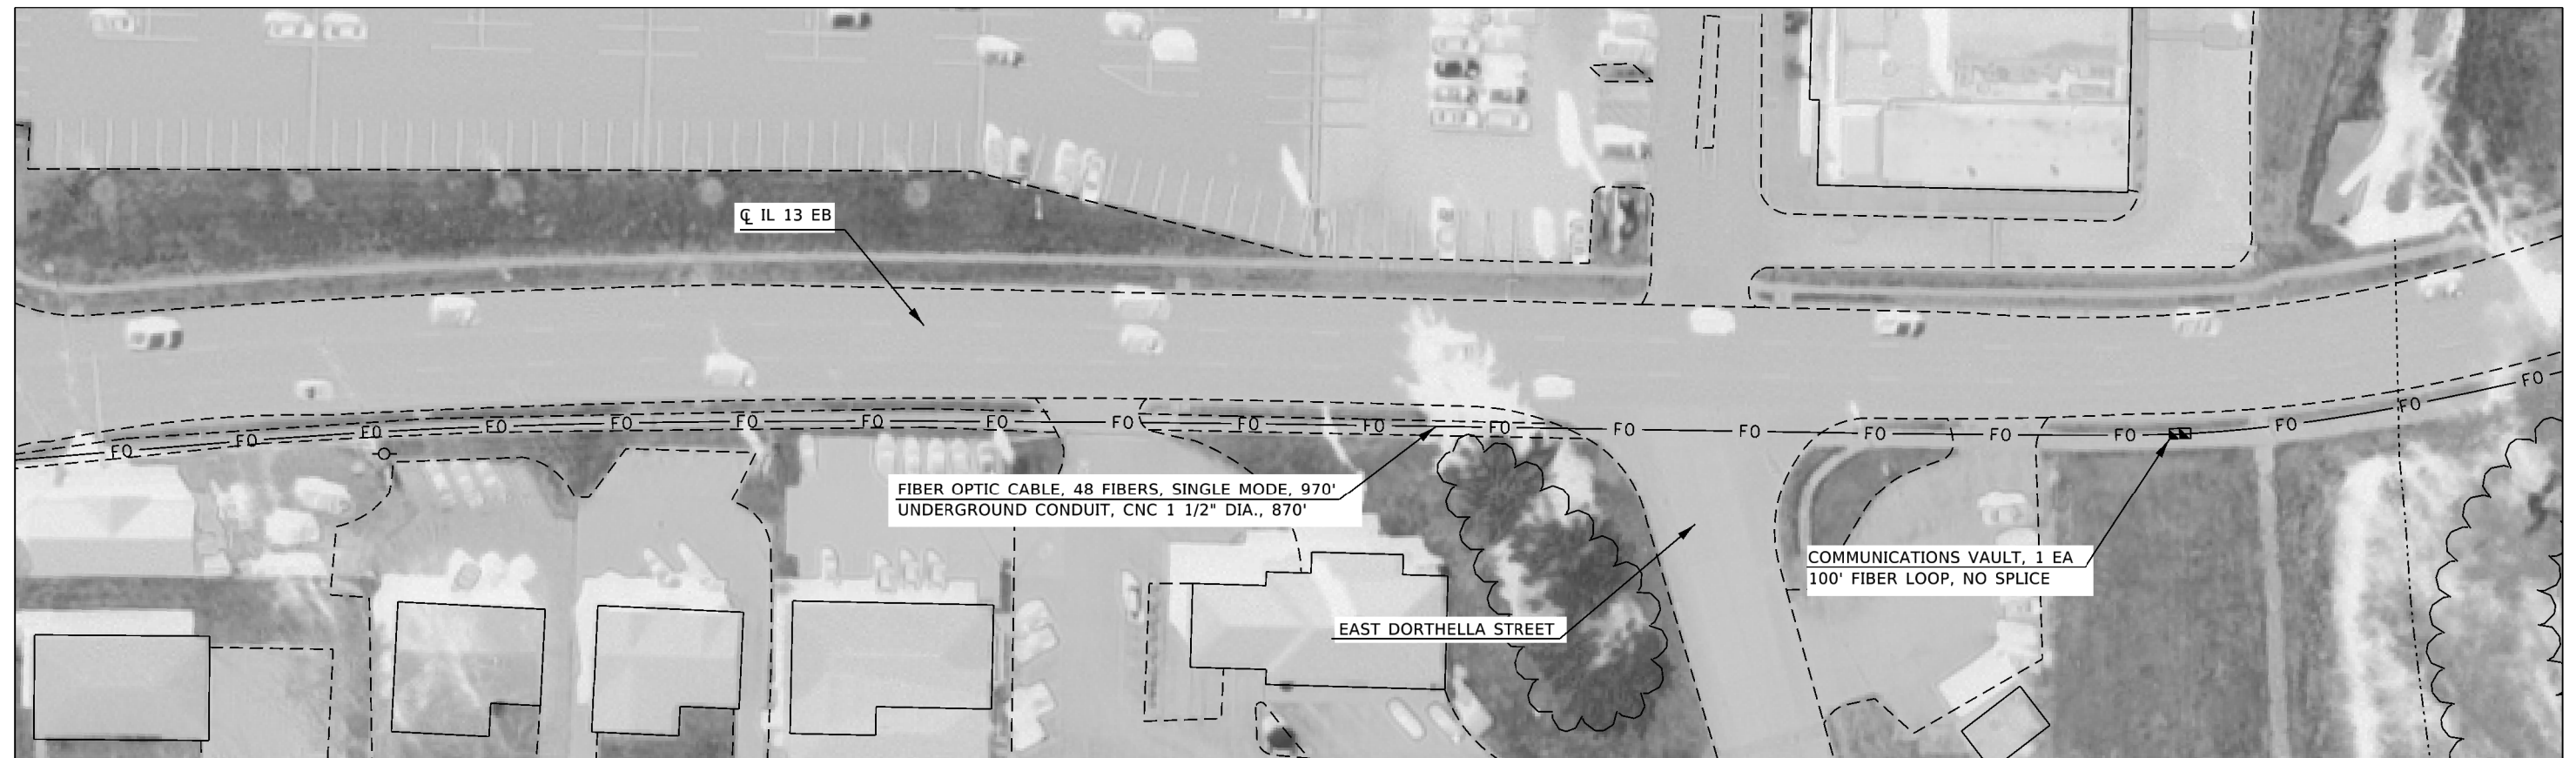 ℄ IL 13 EB
FO FO FO FO FO FO FO FO FO FO FO FO FO FO FO FO FO FO FO FO
FIBER OPTIC CABLE, 48 FIBERS, SINGLE MODE, 970'
UNDERGROUND CONDUIT, CNC 1 1/2" DIA., 870'
COMMUNICATIONS VAULT, 1 EA
100' FIBER LOOP, NO SPLICE
EAST DORTHELLA STREET